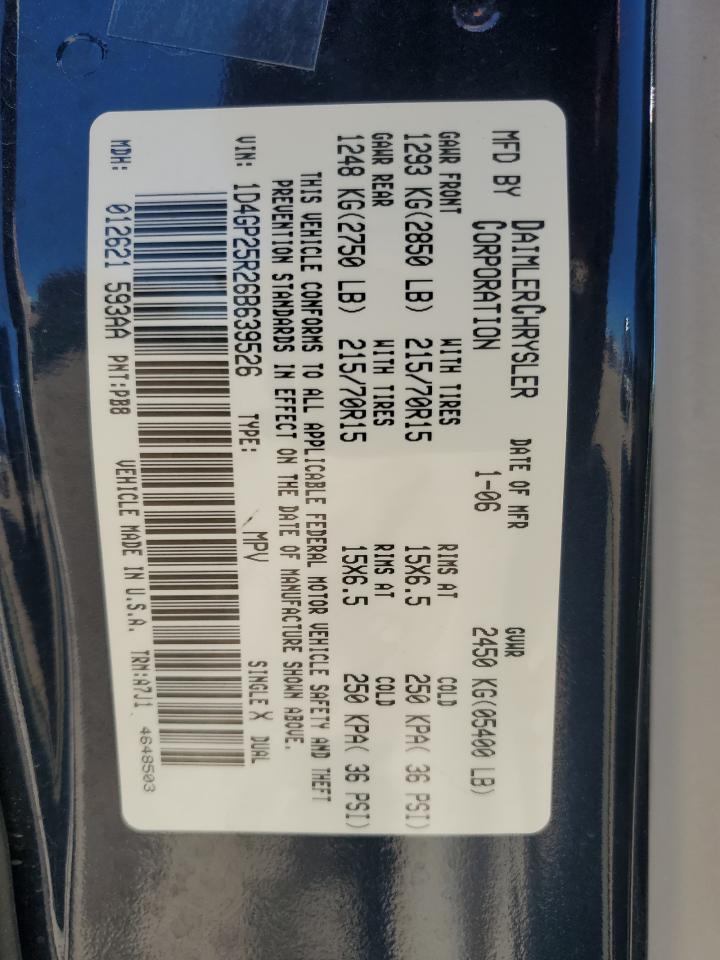 MFD BY DAIMLERCHRYSLER CORPORATION DATE OF MFR 1-06 GVWR 2450 KG(05400 LB)
GAWR FRONT WITH TIRES RIMS AT COLD
1293 KG(2850 LB) 215/70R15 15X6.5 250 KPA( 36 PSI)
GAWR REAR WITH TIRES RIMS AT COLD
1248 KG(2750 LB) 215/70R15 15X6.5 250 KPA( 36 PSI)
THIS VEHICLE CONFORMS TO ALL APPLICABLE FEDERAL MOTOR VEHICLE SAFETY AND THEFT
PREVENTION STANDARDS IN EFFECT ON THE DATE OF MANUFACTURE SHOWN ABOVE.
VIN: 1D4GP25R26B639526 TYPE: MPV SINGLE X DUAL
MDH: 012621 593AA PNT:PB8 VEHICLE MADE IN U.S.A. TRM:A7J1 4648503